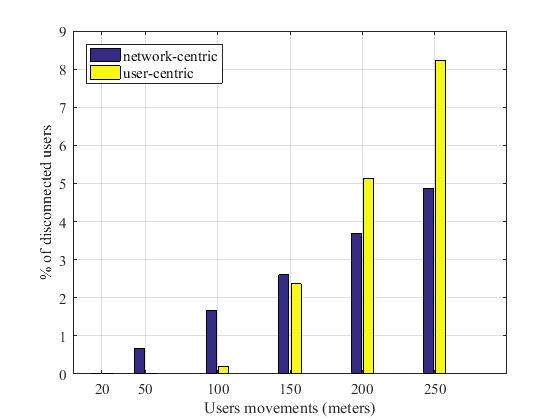 9
8
7
6
5
4
3
2
1
0
% of disconnected users
network-centric
user-centric
20 50 100 150 200 250
Users movements (meters)